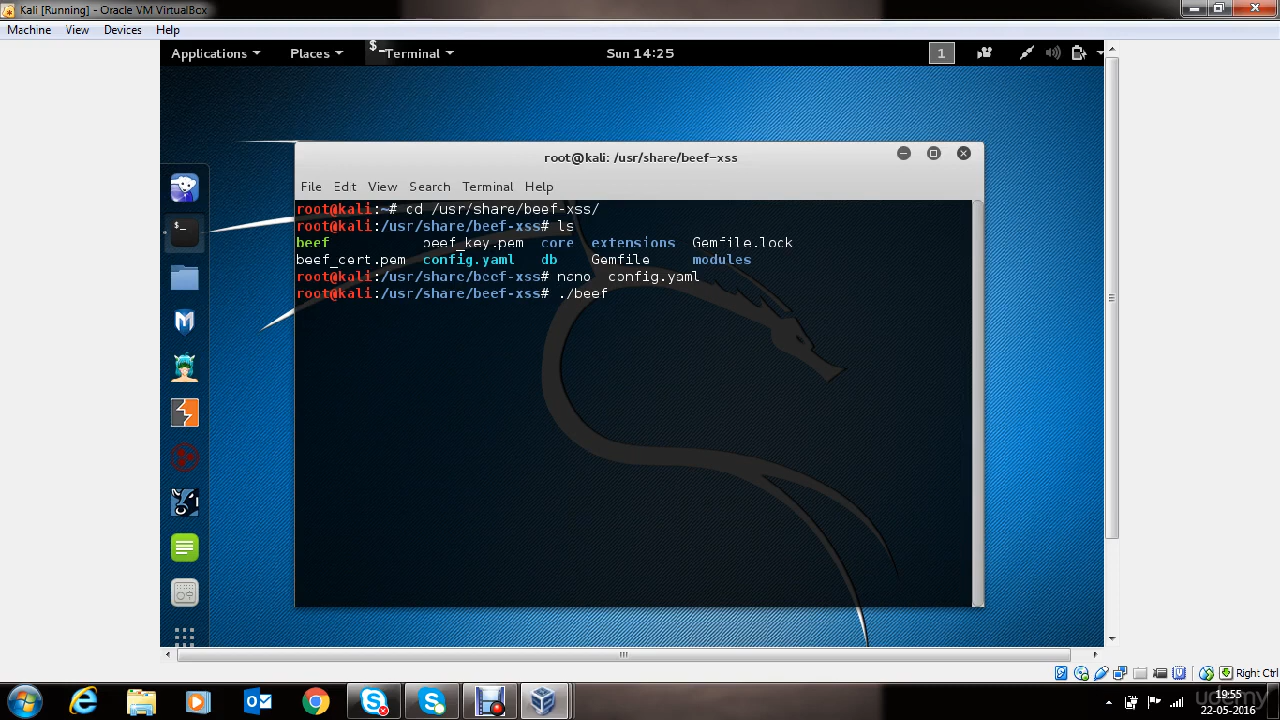 Kali [Running] - Oracle VM VirtualBox
Machine View Devices Help
Applications Places Terminal Sun 14:25 1
root@kali: /usr/share/beef-xss
File Edit View Search Terminal Help
root@kali:~# cd /usr/share/beef-xss/
root@kali:/usr/share/beef-xss# ls
beef beef_key.pem core extensions Gemfile.lock
beef_cert.pem config.yaml db Gemfile modules
root@kali:/usr/share/beef-xss# nano config.yaml
root@kali:/usr/share/beef-xss# ./beef
Right Ctrl
19:55
22-05-2016
udemy